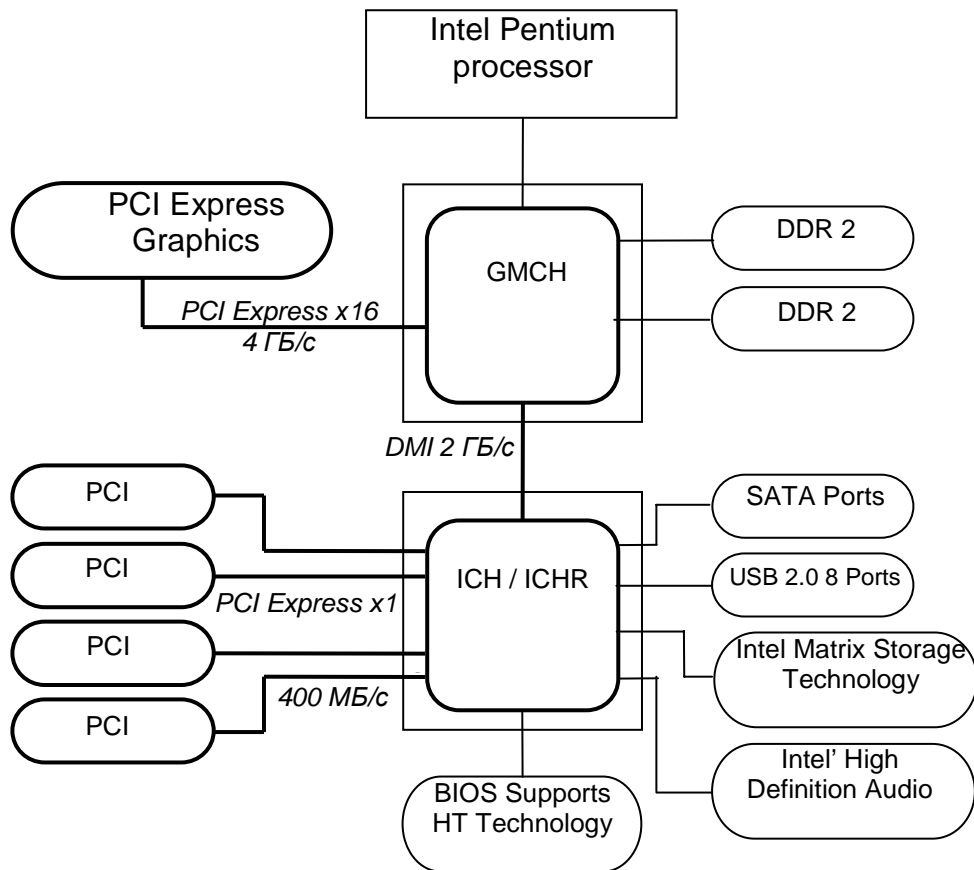 Intel Pentium
processor
PCI Express
Graphics
GMCH
DDR 2
DDR 2
PCI Express x16
4 ГБ/с
DMI 2 ГБ/с
PCI
PCI
PCI Express x1
PCI
PCI
400 МБ/с
ICH / ICHR
SATA Ports
USB 2.0 8 Ports
Intel Matrix Storage
Technology
Intel’ High
Definition Audio
BIOS Supports
HT Technology